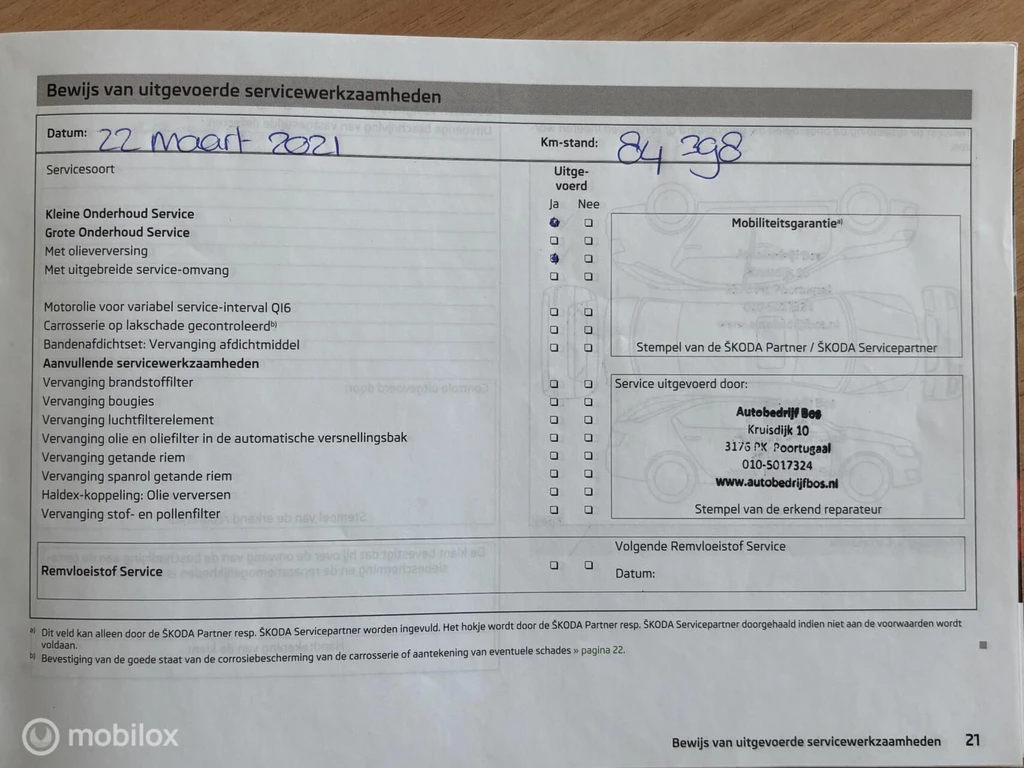 Bewijs van uitgevoerde servicewerkzaamheden
Datum: 22 maart 2021
Km-stand: 84 398
Servicesoort
Uitge-
voerd
Ja Nee
Kleine Onderhoud Service
Grote Onderhoud Service
Met olieverversing
Met uitgebreide service-omvang
Mobiliteitsgarantie a)
Motorolie voor variabel service-interval QI6
Carrosserie op lakschade gecontroleerd b)
Bandenafdichtset: Vervanging afdichtmiddel
Stempel van de ŠKODA Partner / ŠKODA Servicepartner
Aanvullende servicewerkzaamheden
Vervanging brandstoffilter
Vervanging bougies
Vervanging luchtfilterelement
Vervanging olie en oliefilter in de automatische versnellingsbak
Vervanging getande riem
Vervanging spanrol getande riem
Haldex-koppeling: Olie verversen
Vervanging stof- en pollenfilter
Service uitgevoerd door:
Autobedrijf Bos
Kruisdijk 10
3176 PK Poortugaal
010-5017324
www.autobedrijfbos.nl
Stempel van de erkend reparateur
Remvloeistof Service
Volgende Remvloeistof Service
Datum:
a) Dit veld kan alleen door de ŠKODA Partner resp. ŠKODA Servicepartner worden ingevuld. Het hokje wordt door de ŠKODA Partner resp. ŠKODA Servicepartner doorgehaald indien niet aan de voorwaarden wordt
voldaan.
b) Bevestiging van de goede staat van de corrosiebescherming van de carrosserie of aantekening van eventuele schades » pagina 22.
Bewijs van uitgevoerde servicewerkzaamheden 21
mobilox